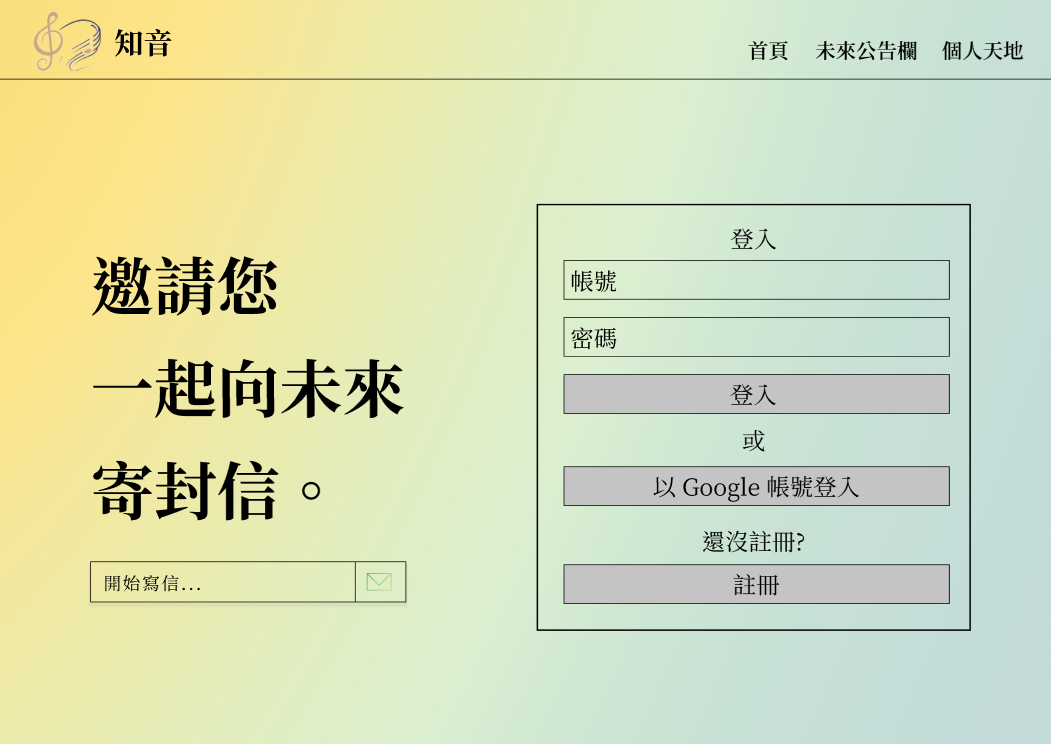 知音
首頁 未來公告欄 個人天地
邀請您
一起向未來
寄封信。
開始寫信...
登入
帳號
密碼
登入
或
以 Google 帳號登入
還沒註冊?
註冊